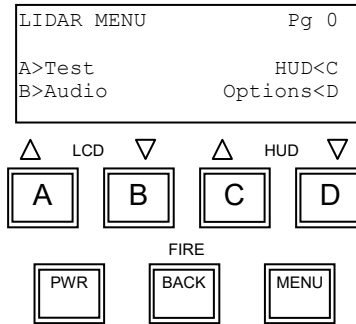 LIDAR MENU Pg 0
A>Test HUD<C
B>Audio Options<D
LCD HUD
A B C D
FIRE
PWR BACK MENU